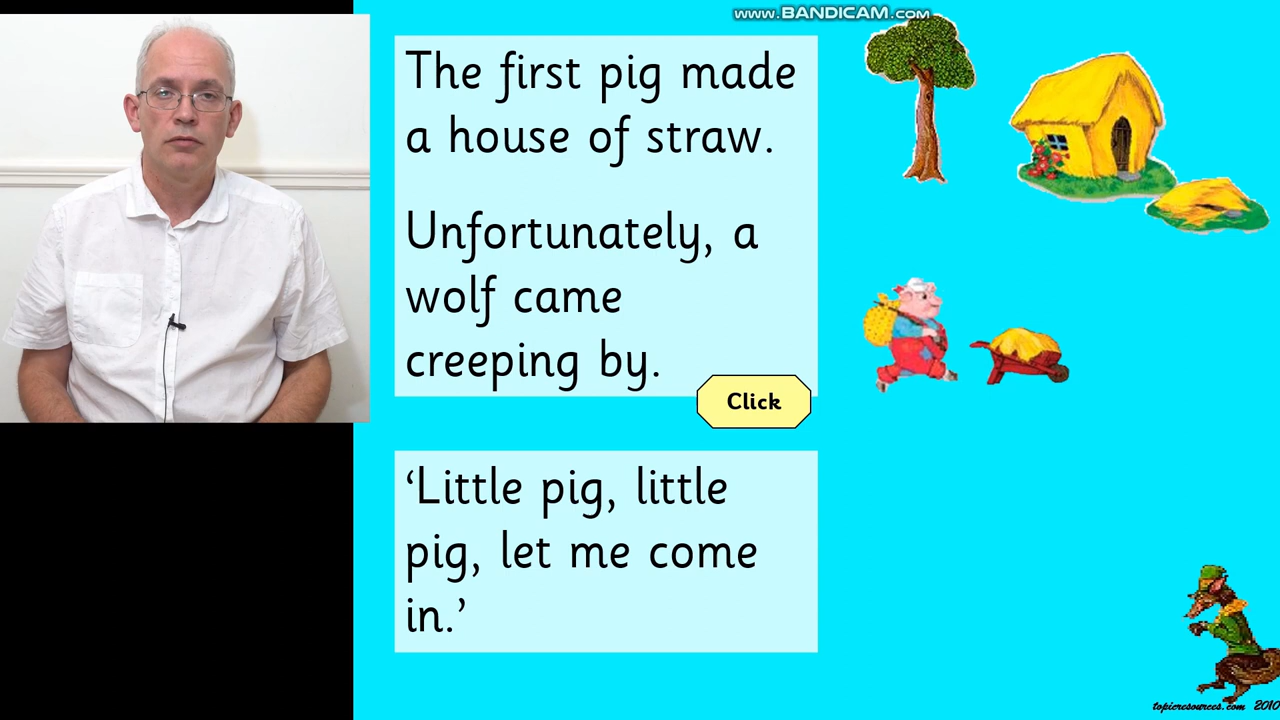 www.BANDICAM.com
The first pig made
a house of straw.
Unfortunately, a
wolf came
creeping by.
Click
‘Little pig, little
pig, let me come
in.’
topicresources.com 2010